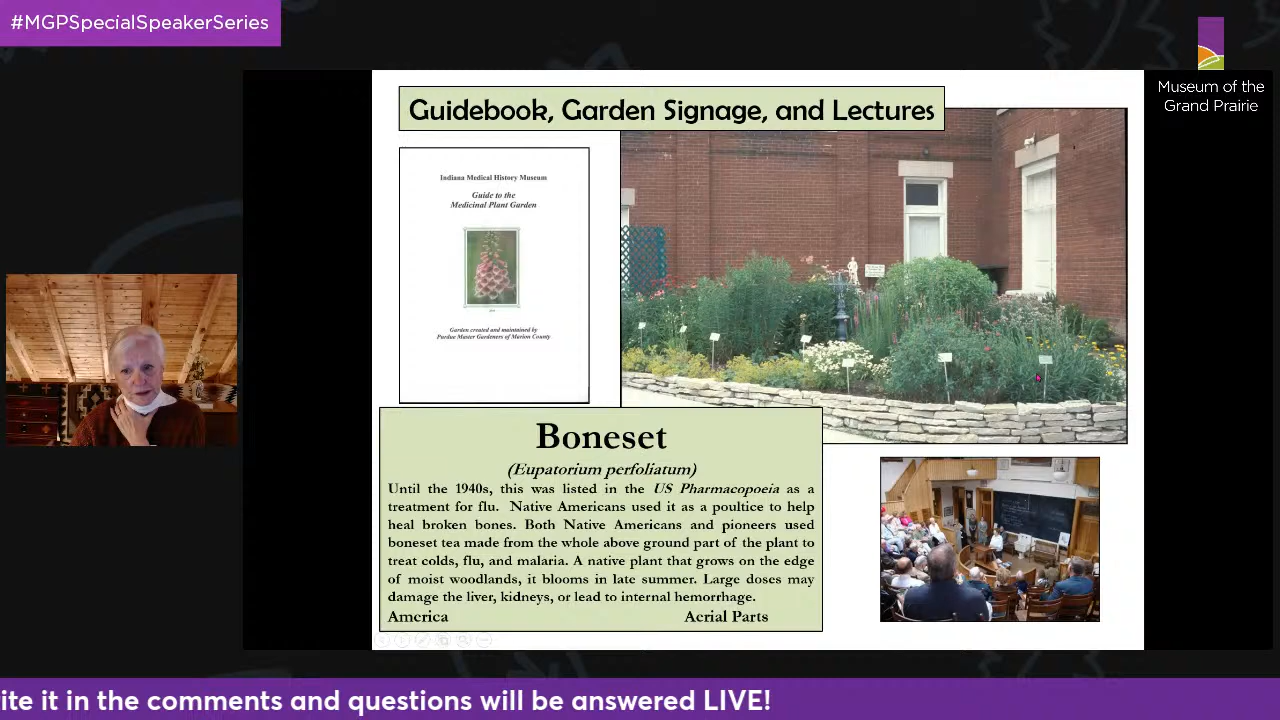 #MGPSpecialSpeakerSeries
Museum of the
Grand Prairie
Guidebook, Garden Signage, and Lectures
Indiana Medical History Museum
Guide to the
Medicinal Plant Garden
Garden created and maintained by
Purdue Master Gardeners of Marion County
Boneset
(Eupatorium perfoliatum)
Until the 1940s, this was listed in the US Pharmacopoeia as a
treatment for flu. Native Americans used it as a poultice to help
heal broken bones. Both Native Americans and pioneers used
boneset tea made from the whole above ground part of the plant to
treat colds, flu, and malaria. A native plant that grows on the edge
of moist woodlands, it blooms in late summer. Large doses may
damage the liver, kidneys, or lead to internal hemorrhage.
America Aerial Parts
ite it in the comments and questions will be answered LIVE!